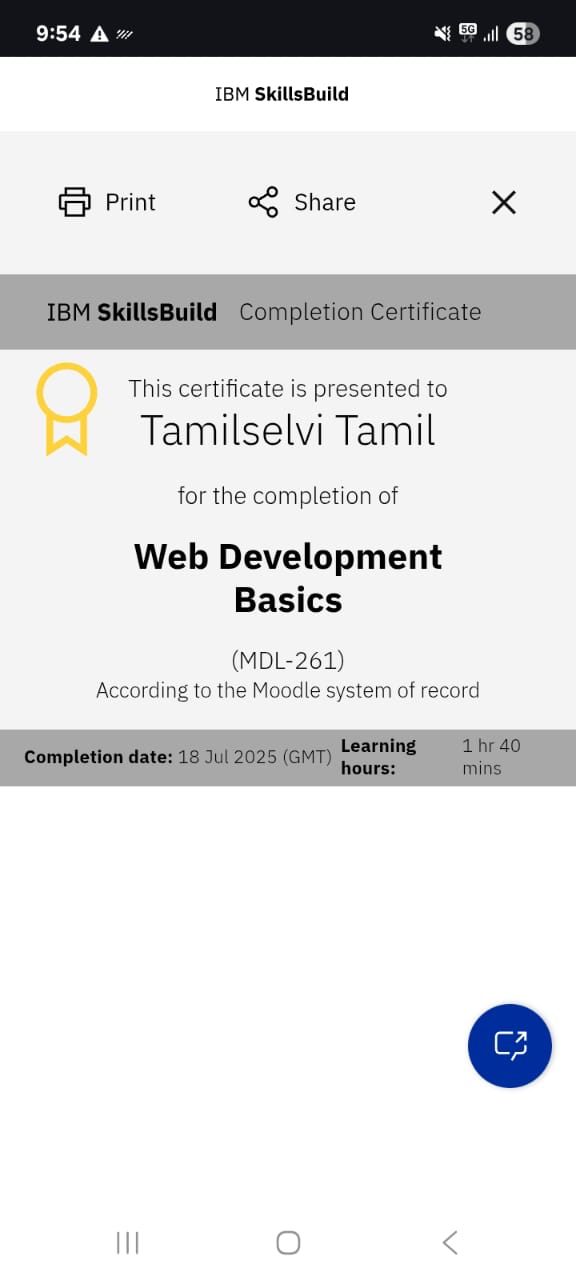 9:54
5G
58
IBM SkillsBuild
Print
Share
IBM SkillsBuild Completion Certificate
This certificate is presented to
Tamilselvi Tamil
for the completion of
Web Development
Basics
(MDL-261)
According to the Moodle system of record
Completion date: 18 Jul 2025 (GMT)
Learning
hours:
1 hr 40
mins